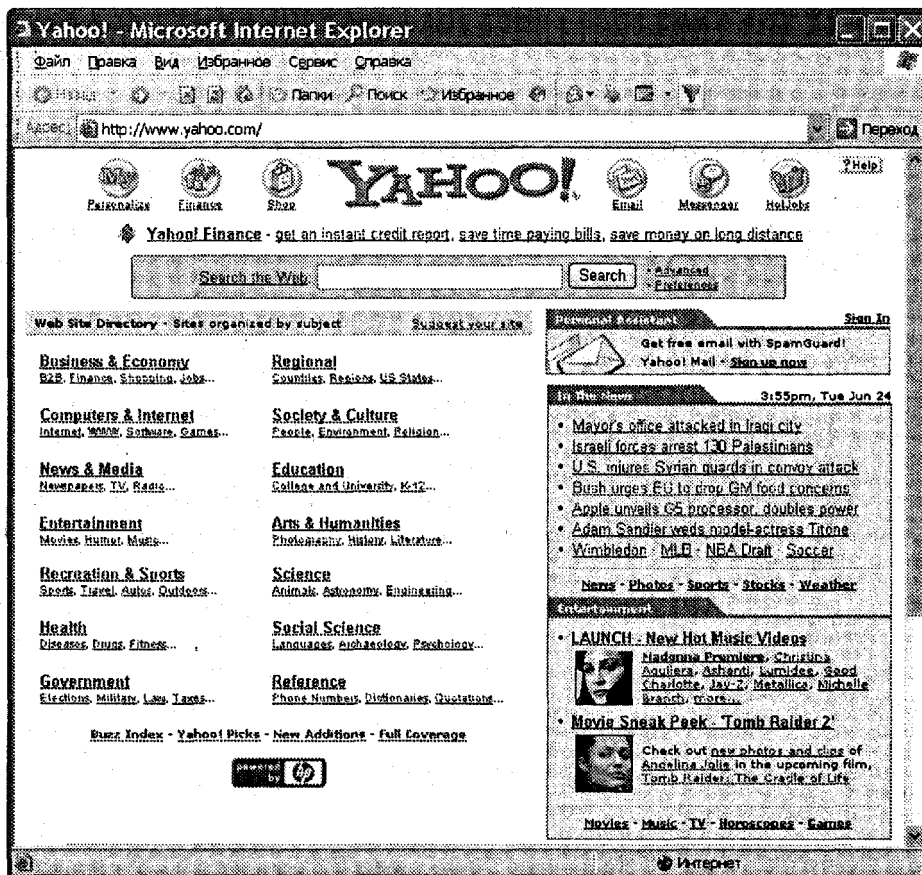 Yahoo! - Microsoft Internet Explorer
Файл Правка Вид Избранное Сервис Справка
Назад Папки Поиск Избранное
Адрес: http://www.yahoo.com/ Переход
My YAHOO! ?Help
Personalize Finance Shop Email Messenger HotJobs
Yahoo! Finance - get an instant credit report, save time paying bills, save money on long distance
Search the Web Search · Advanced
· Preferences
Web Site Directory - Sites organized by subject Suggest your site
Business & Economy
B2B, Finance, Shopping, Jobs...
Regional
Countries, Regions, US States...
Computers & Internet
Internet, WWW, Software, Games...
Society & Culture
People, Environment, Religion...
News & Media
Newspapers, TV, Radio...
Education
College and University, K-12...
Entertainment
Movies, Humor, Music...
Arts & Humanities
Photography, History, Literature...
Recreation & Sports
Sports, Travel, Autos, Outdoors...
Science
Animals, Astronomy, Engineering...
Health
Diseases, Drugs, Fitness...
Social Science
Languages, Archaeology, Psychology...
Government
Elections, Military, Law, Taxes...
Reference
Phone Numbers, Dictionaries, Quotations...
Buzz Index - Yahoo! Picks - New Additions - Full Coverage
powered by hp
Personal Assistant Sign In
Get free email with SpamGuard!
Yahoo! Mail - Sign up now
In the News 3:55pm, Tue Jun 24
• Mayor's office attacked in Iraqi city
• Israeli forces arrest 130 Palestinians
• U.S. injures Syrian guards in convoy attack
• Bush urges EU to drop GM food concerns
• Apple unveils G5 processor, doubles power
• Adam Sandler weds model-actress Titone
• Wimbledon · MLB · NBA Draft · Soccer
News - Photos - Sports - Stocks - Weather
Entertainment
• LAUNCH - New Hot Music Videos
Madonna Premiere, Christina
Aguilera, Ashanti, Lumidee, Good
Charlotte, Jay-Z, Metallica, Michelle
Branch, more...
• Movie Sneak Peek - 'Tomb Raider 2'
Check out new photos and clips of
Angelina Jolie in the upcoming film,
Tomb Raider: The Cradle of Life
Movies - Music - TV - Horoscopes - Games
Интернет